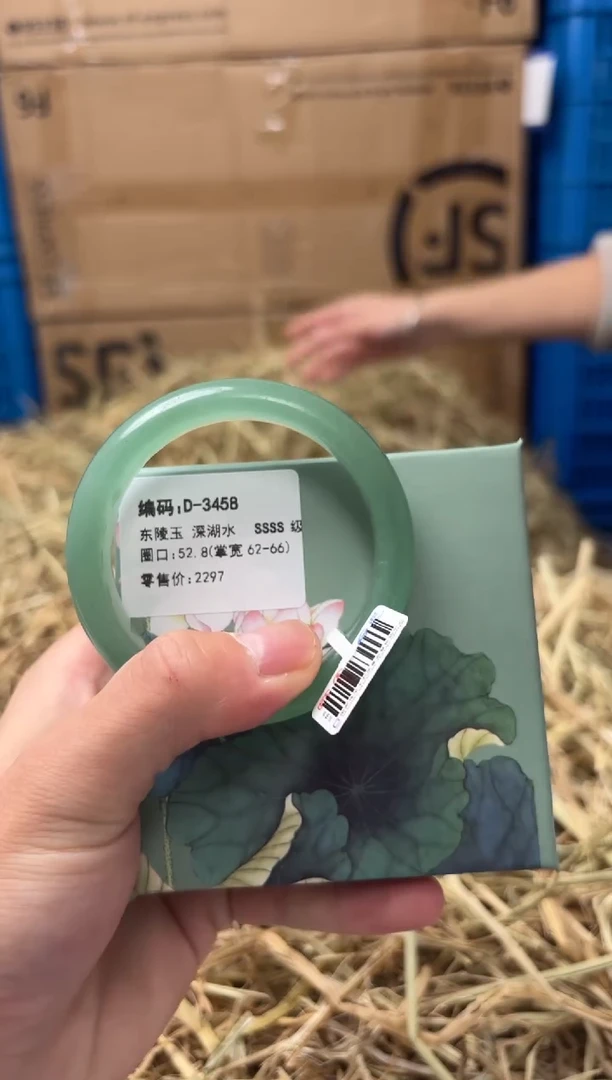 SF
编码:D-3458
东陵玉 深湖水 SSSS 级
圈口:52.8(掌宽 62-66)
零售价:2297